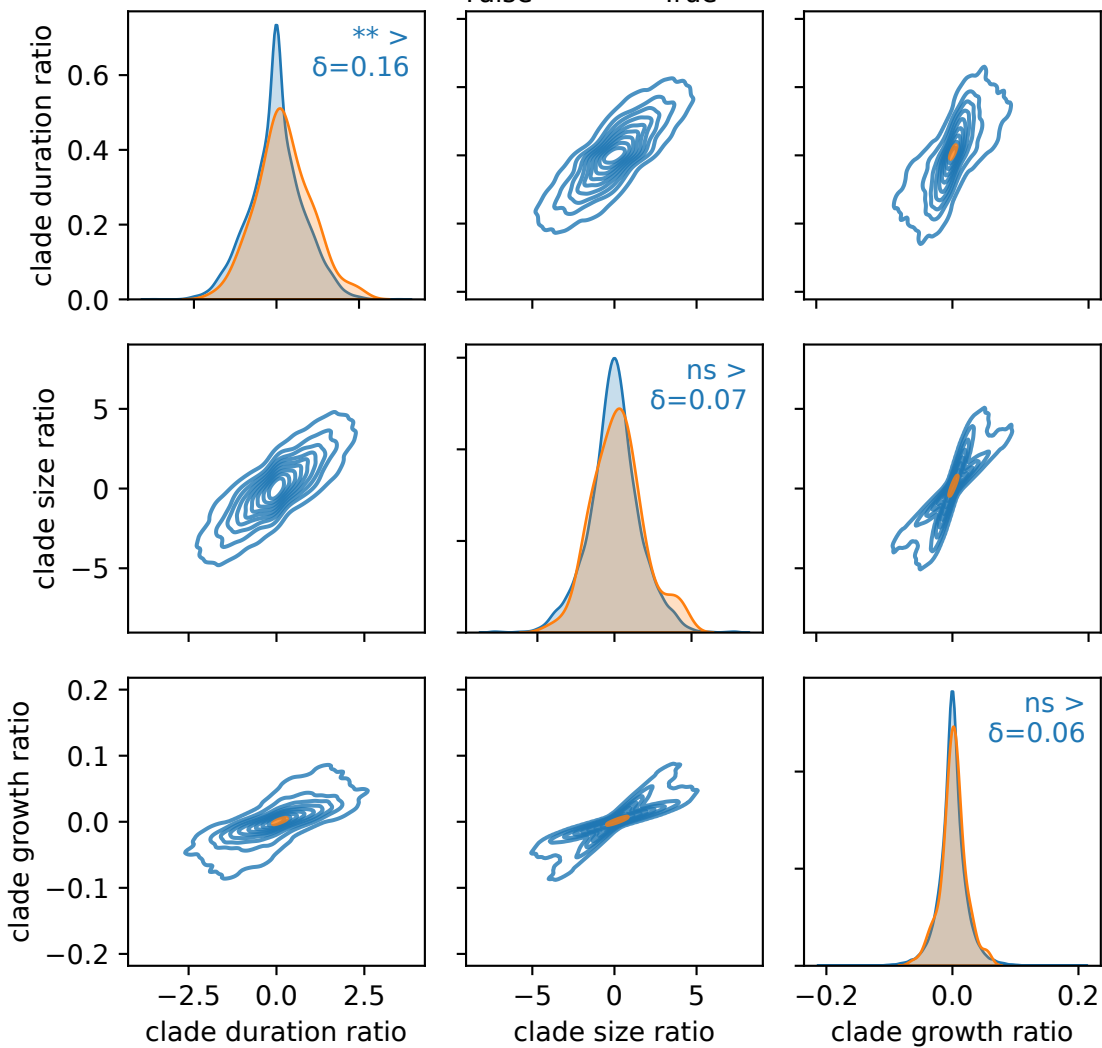 clade duration ratio
0.6
0.4
0.2
0.0
** >
δ=0.16
clade size ratio
5
0
−5
ns >
δ=0.07
clade growth ratio
0.2
0.1
0.0
−0.1
−0.2
ns >
δ=0.06
−2.5 0.0 2.5
−5 0 5
−0.2 0.0 0.2
clade duration ratio
clade size ratio
clade growth ratio